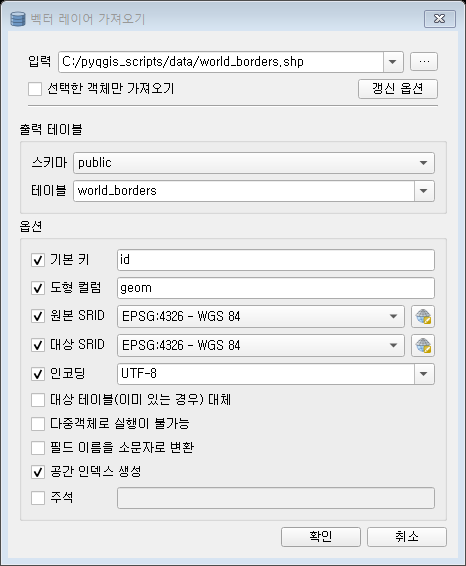 벡터 레이어 가져오기
입력 C:/pyqgis_scripts/data/world_borders.shp ...
선택한 객체만 가져오기 갱신 옵션
출력 테이블
스키마 public
테이블 world_borders
옵션
기본 키 id
도형 컬럼 geom
원본 SRID EPSG:4326 - WGS 84
대상 SRID EPSG:4326 - WGS 84
인코딩 UTF-8
대상 테이블(이미 있는 경우) 대체
다중객체로 실행이 불가능
필드 이름을 소문자로 변환
공간 인덱스 생성
주석
확인 취소